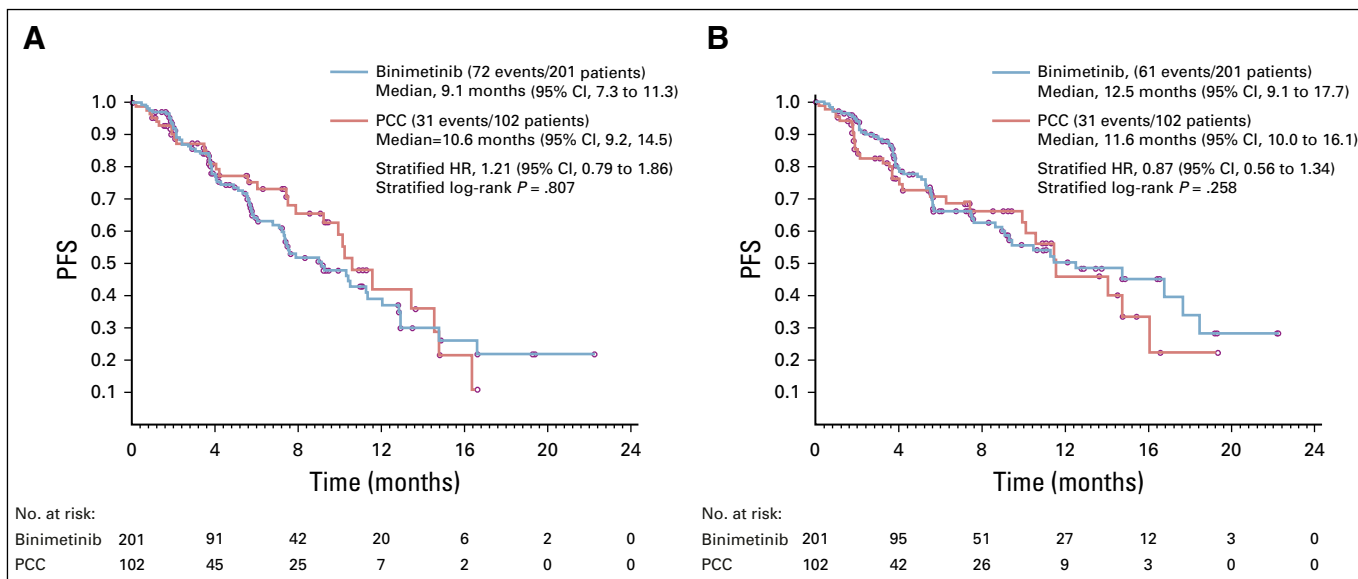 A
Binimetinib (72 events/201 patients)
Median, 9.1 months (95% CI, 7.3 to 11.3)
PCC (31 events/102 patients)
Median=10.6 months (95% CI, 9.2, 14.5)
Stratified HR, 1.21 (95% CI, 0.79 to 1.86)
Stratified log-rank P = .807
PFS
1.0
0.9
0.8
0.7
0.6
0.5
0.4
0.3
0.2
0.1
0 4 8 12 16 20 24
Time (months)
No. at risk:
Binimetinib 201 91 42 20 6 2 0
PCC 102 45 25 7 2 0 0
B
Binimetinib, (61 events/201 patients)
Median, 12.5 months (95% CI, 9.1 to 17.7)
PCC (31 events/102 patients)
Median, 11.6 months (95% CI, 10.0 to 16.1)
Stratified HR, 0.87 (95% CI, 0.56 to 1.34)
Stratified log-rank P = .258
PFS
1.0
0.9
0.8
0.7
0.6
0.5
0.4
0.3
0.2
0.1
0 4 8 12 16 20 24
Time (months)
No. at risk:
Binimetinib 201 95 51 27 12 3 0
PCC 102 42 26 9 3 0 0